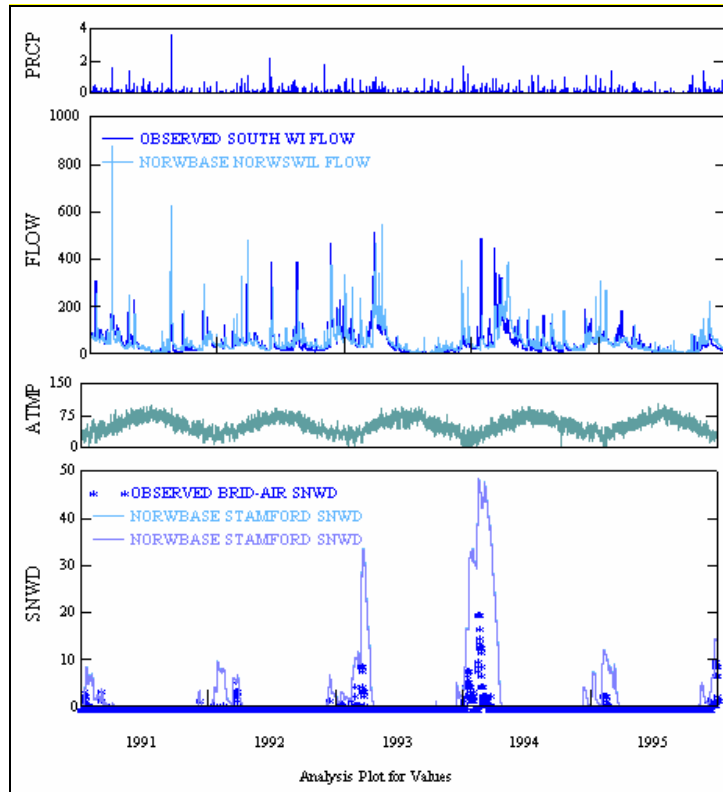 PRCP
4
2
0
FLOW
1000
800
600
400
200
0
OBSERVED SOUTH WI FLOW
NORWBASE NORWSWIL FLOW
ATMP
150
75
0
SNWD
50
40
30
20
10
0
OBSERVED BRID-AIR SNWD
NORWBASE STAMFORD SNWD
NORWBASE STAMFORD SNWD
1991 1992 1993 1994 1995
Analysis Plot for Values